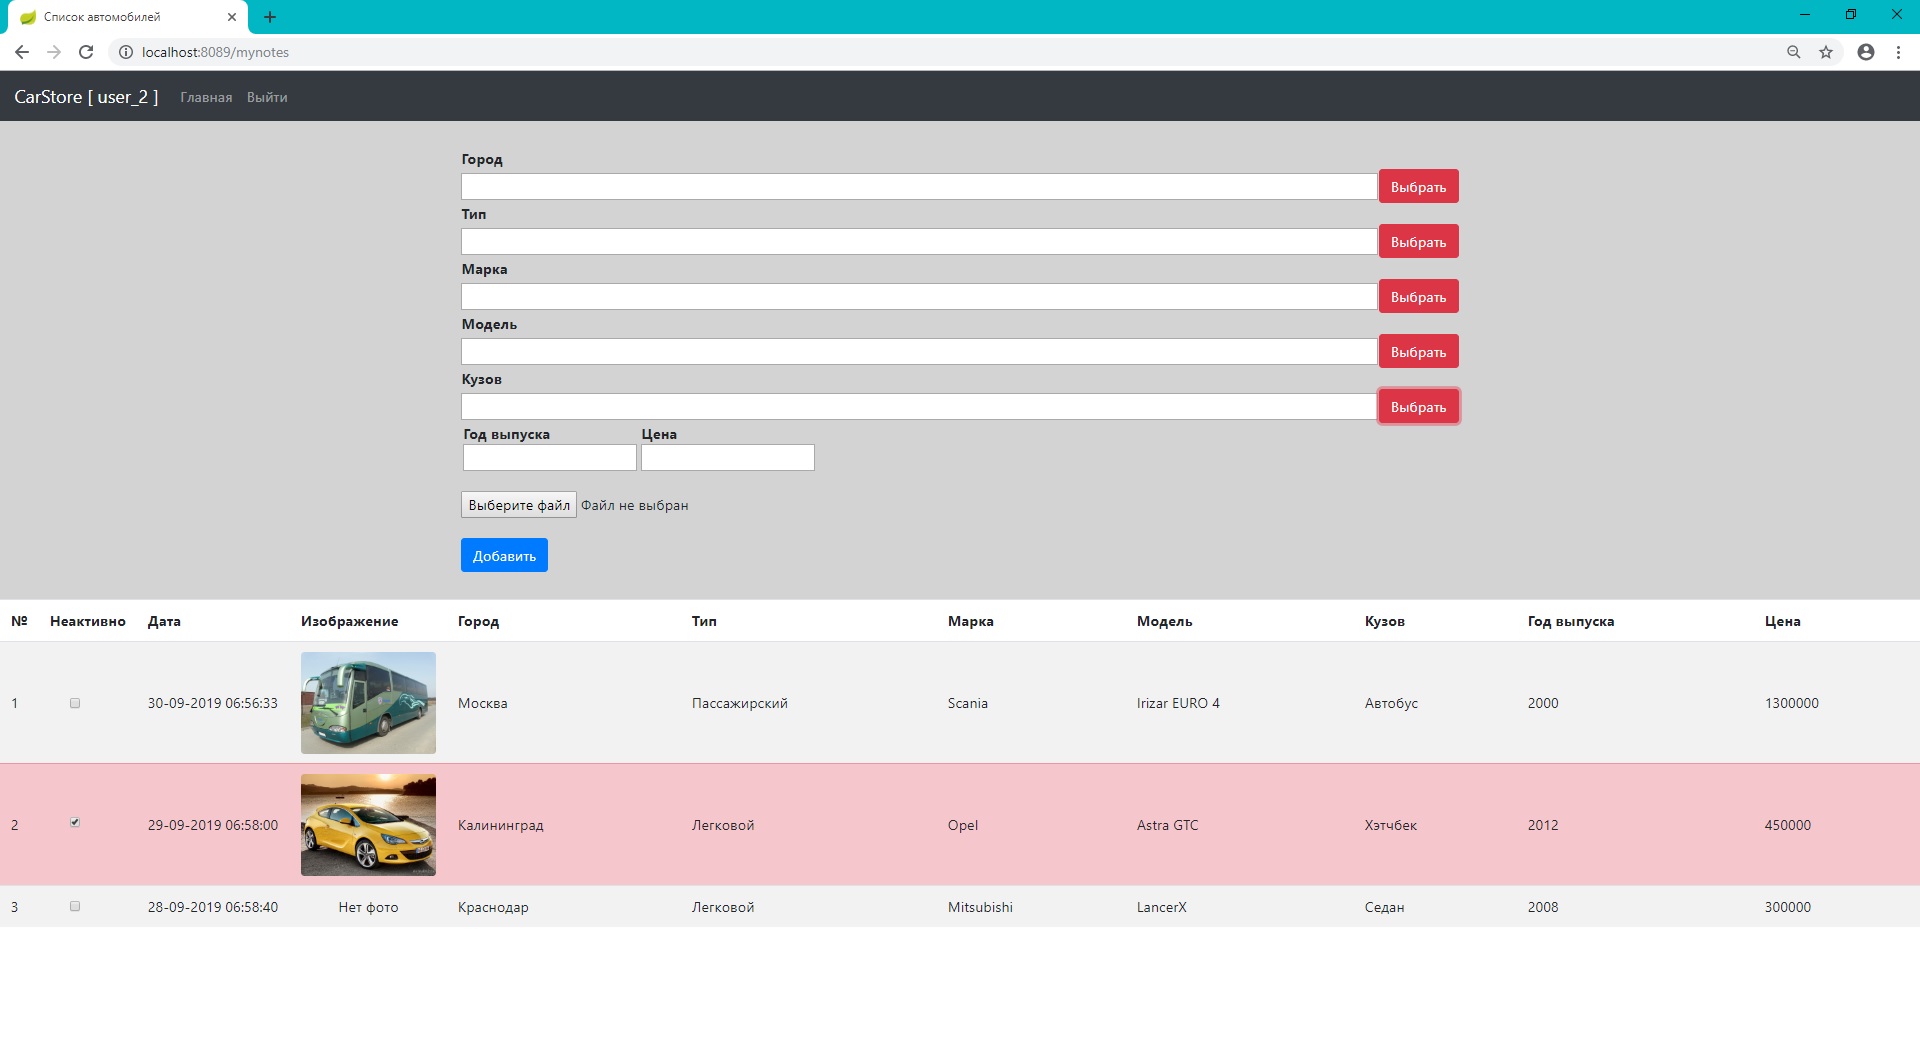 Список автомобилей
localhost:8089/mynotes
CarStore [ user_2 ] Главная Выйти
Город
Выбрать
Тип
Выбрать
Марка
Выбрать
Модель
Выбрать
Кузов
Выбрать
Год выпуска Цена
Выберите файл Файл не выбран
Добавить
№ Неактивно Дата Изображение Город Тип Марка Модель Кузов Год выпуска Цена
1 30-09-2019 06:56:33 Москва Пассажирский Scania Irizar EURO 4 Автобус 2000 1300000
2 29-09-2019 06:58:00 Калининград Легковой Opel Astra GTC Хэтчбек 2012 450000
3 28-09-2019 06:58:40 Нет фото Краснодар Легковой Mitsubishi LancerX Седан 2008 300000